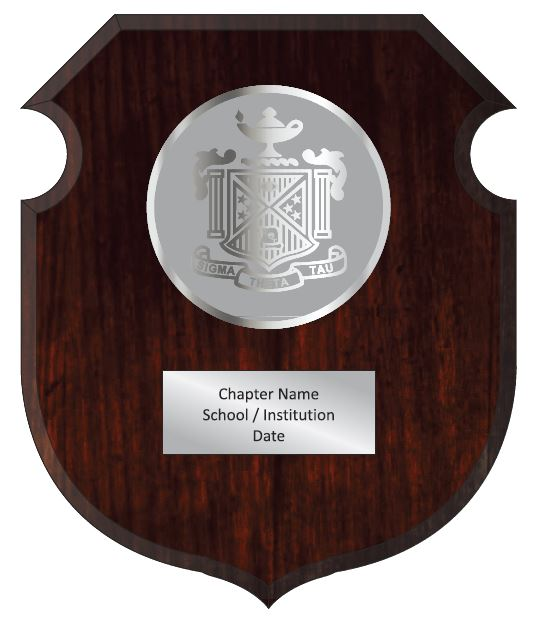 SIGMA THETA TAU
Chapter Name
School / Institution
Date